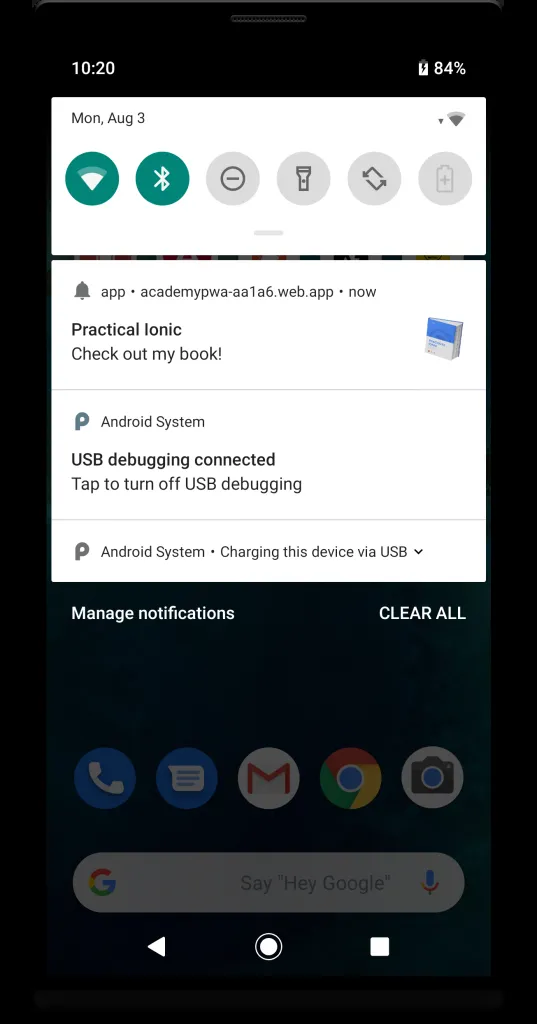 10:20
84%
Mon, Aug 3
app • academypwa-aa1a6.web.app • now
Practical Ionic
Check out my book!
Android System
USB debugging connected
Tap to turn off USB debugging
Android System • Charging this device via USB
Manage notifications
CLEAR ALL
Say "Hey Google"